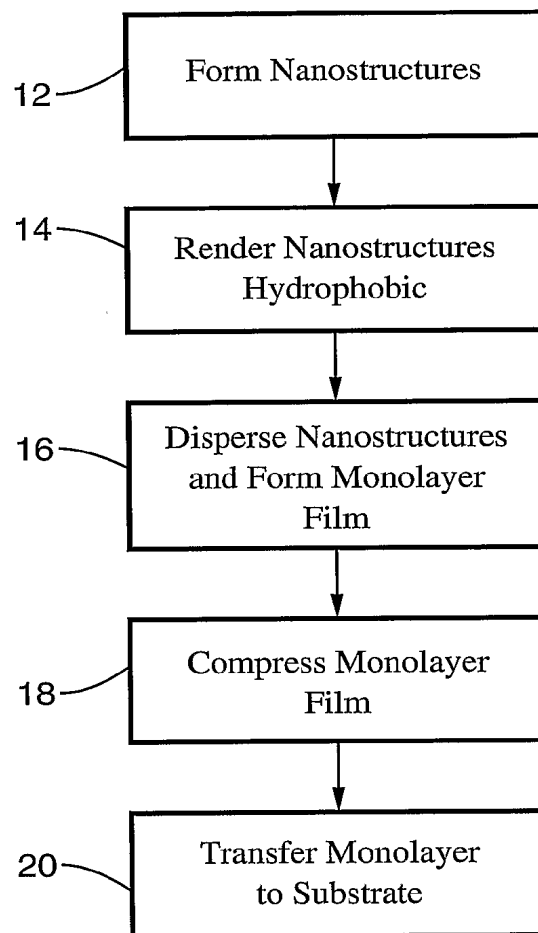 12
Form Nanostructures
14
Render Nanostructures
Hydrophobic
16
Disperse Nanostructures
and Form Monolayer
Film
18
Compress Monolayer
Film
20
Transfer Monolayer
to Substrate